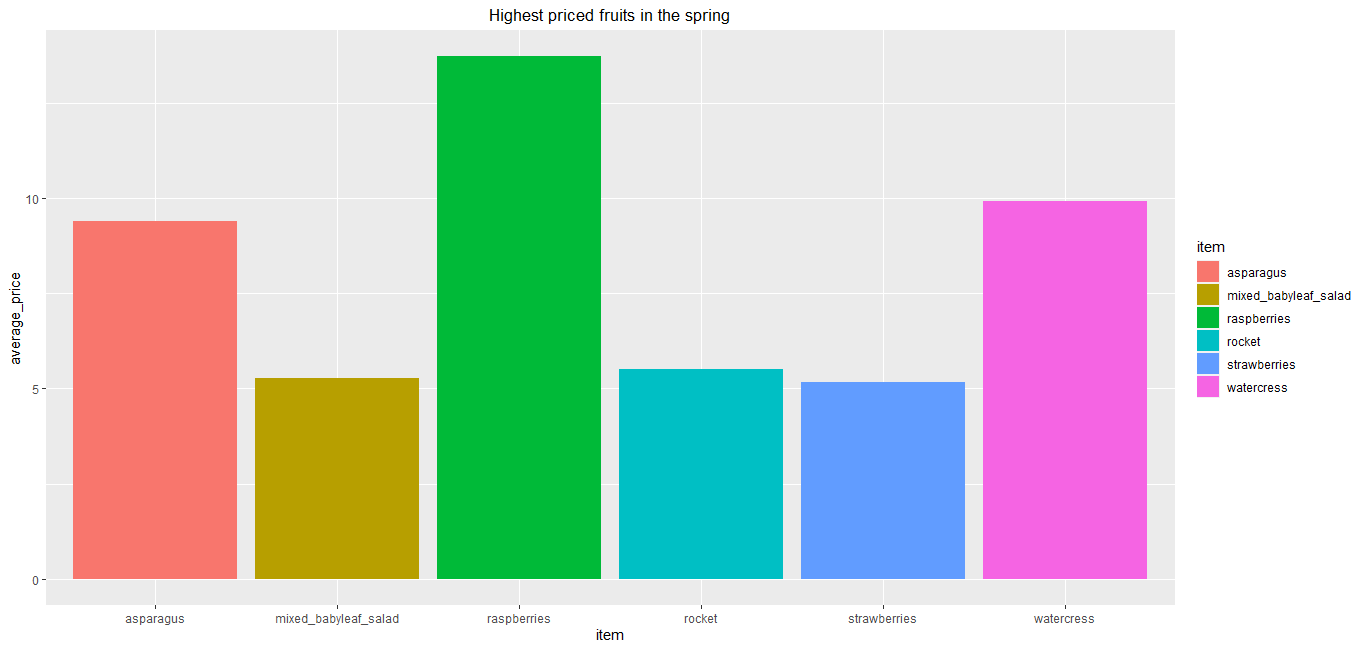 Highest priced fruits in the spring
average_price
10
5
0
asparagus
mixed_babyleaf_salad
raspberries
rocket
strawberries
watercress
item
item
asparagus
mixed_babyleaf_salad
raspberries
rocket
strawberries
watercress